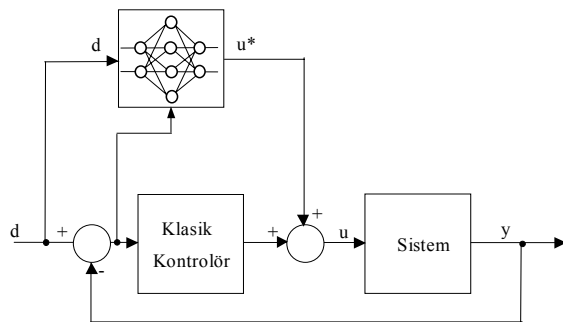 d
u*
d
+
-
Klasik
Kontrolör
+
+
u
Sistem
y